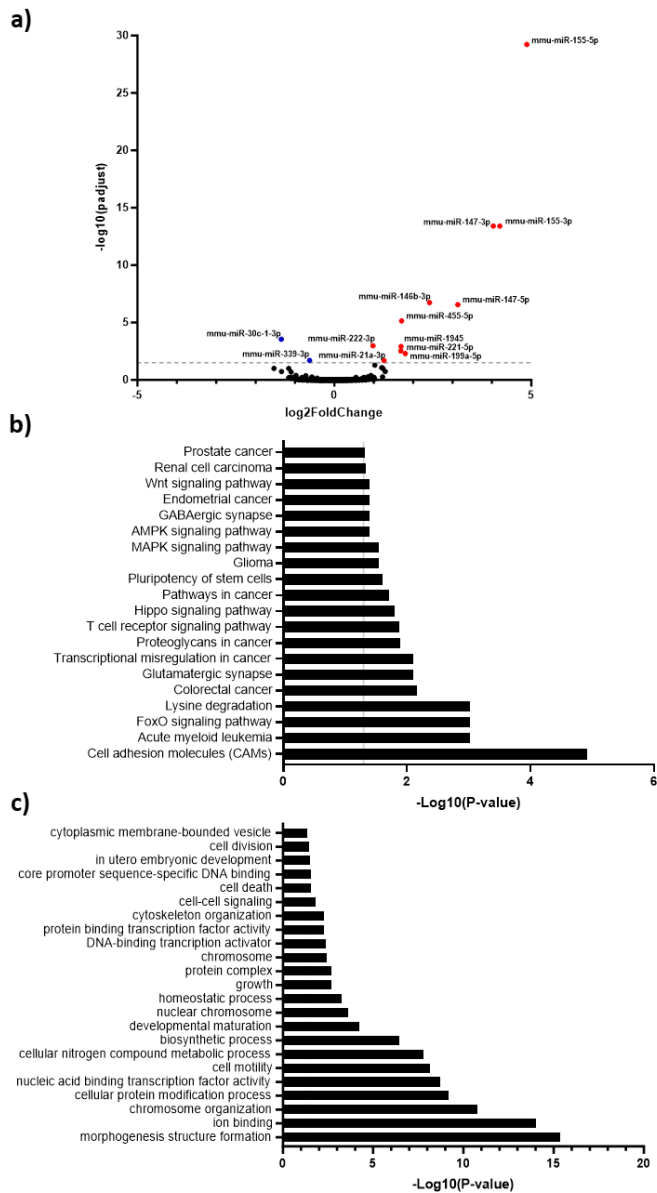 a)
30
25
20
15
10
5
0
-5
0
5
-log10(padjust)
log2FoldChange
mmu-miR-155-5p
mmu-miR-147-3p
mmu-miR-155-3p
mmu-miR-146b-3p
mmu-miR-147-5p
mmu-miR-455-5p
mmu-miR-30c-1-3p
mmu-miR-222-3p
mmu-miR-1945
mmu-miR-221-5p
mmu-miR-339-3p
mmu-miR-21a-3p
mmu-miR-199a-5p
b)
Prostate cancer
Renal cell carcinoma
Wnt signaling pathway
Endometrial cancer
GABAergic synapse
AMPK signaling pathway
MAPK signaling pathway
Glioma
Pluripotency of stem cells
Pathways in cancer
Hippo signaling pathway
T cell receptor signaling pathway
Proteoglycans in cancer
Transcriptional misregulation in cancer
Glutamatergic synapse
Colorectal cancer
Lysine degradation
FoxO signaling pathway
Acute myeloid leukemia
Cell adhesion molecules (CAMs)
0
2
4
6
-Log10(P-value)
c)
cytoplasmic membrane-bounded vesicle
cell division
in utero embryonic development
core promoter sequence-specific DNA binding
cell death
cell-cell signaling
cytoskeleton organization
protein binding transcription factor activity
DNA-binding trancription activator
chromosome
protein complex
growth
homeostatic process
nuclear chromosome
developmental maturation
biosynthetic process
cellular nitrogen compound metabolic process
cell motility
nucleic acid binding transcription factor activity
cellular protein modification process
chromosome organization
ion binding
morphogenesis structure formation
0
5
10
15
20
-Log10(P-value)